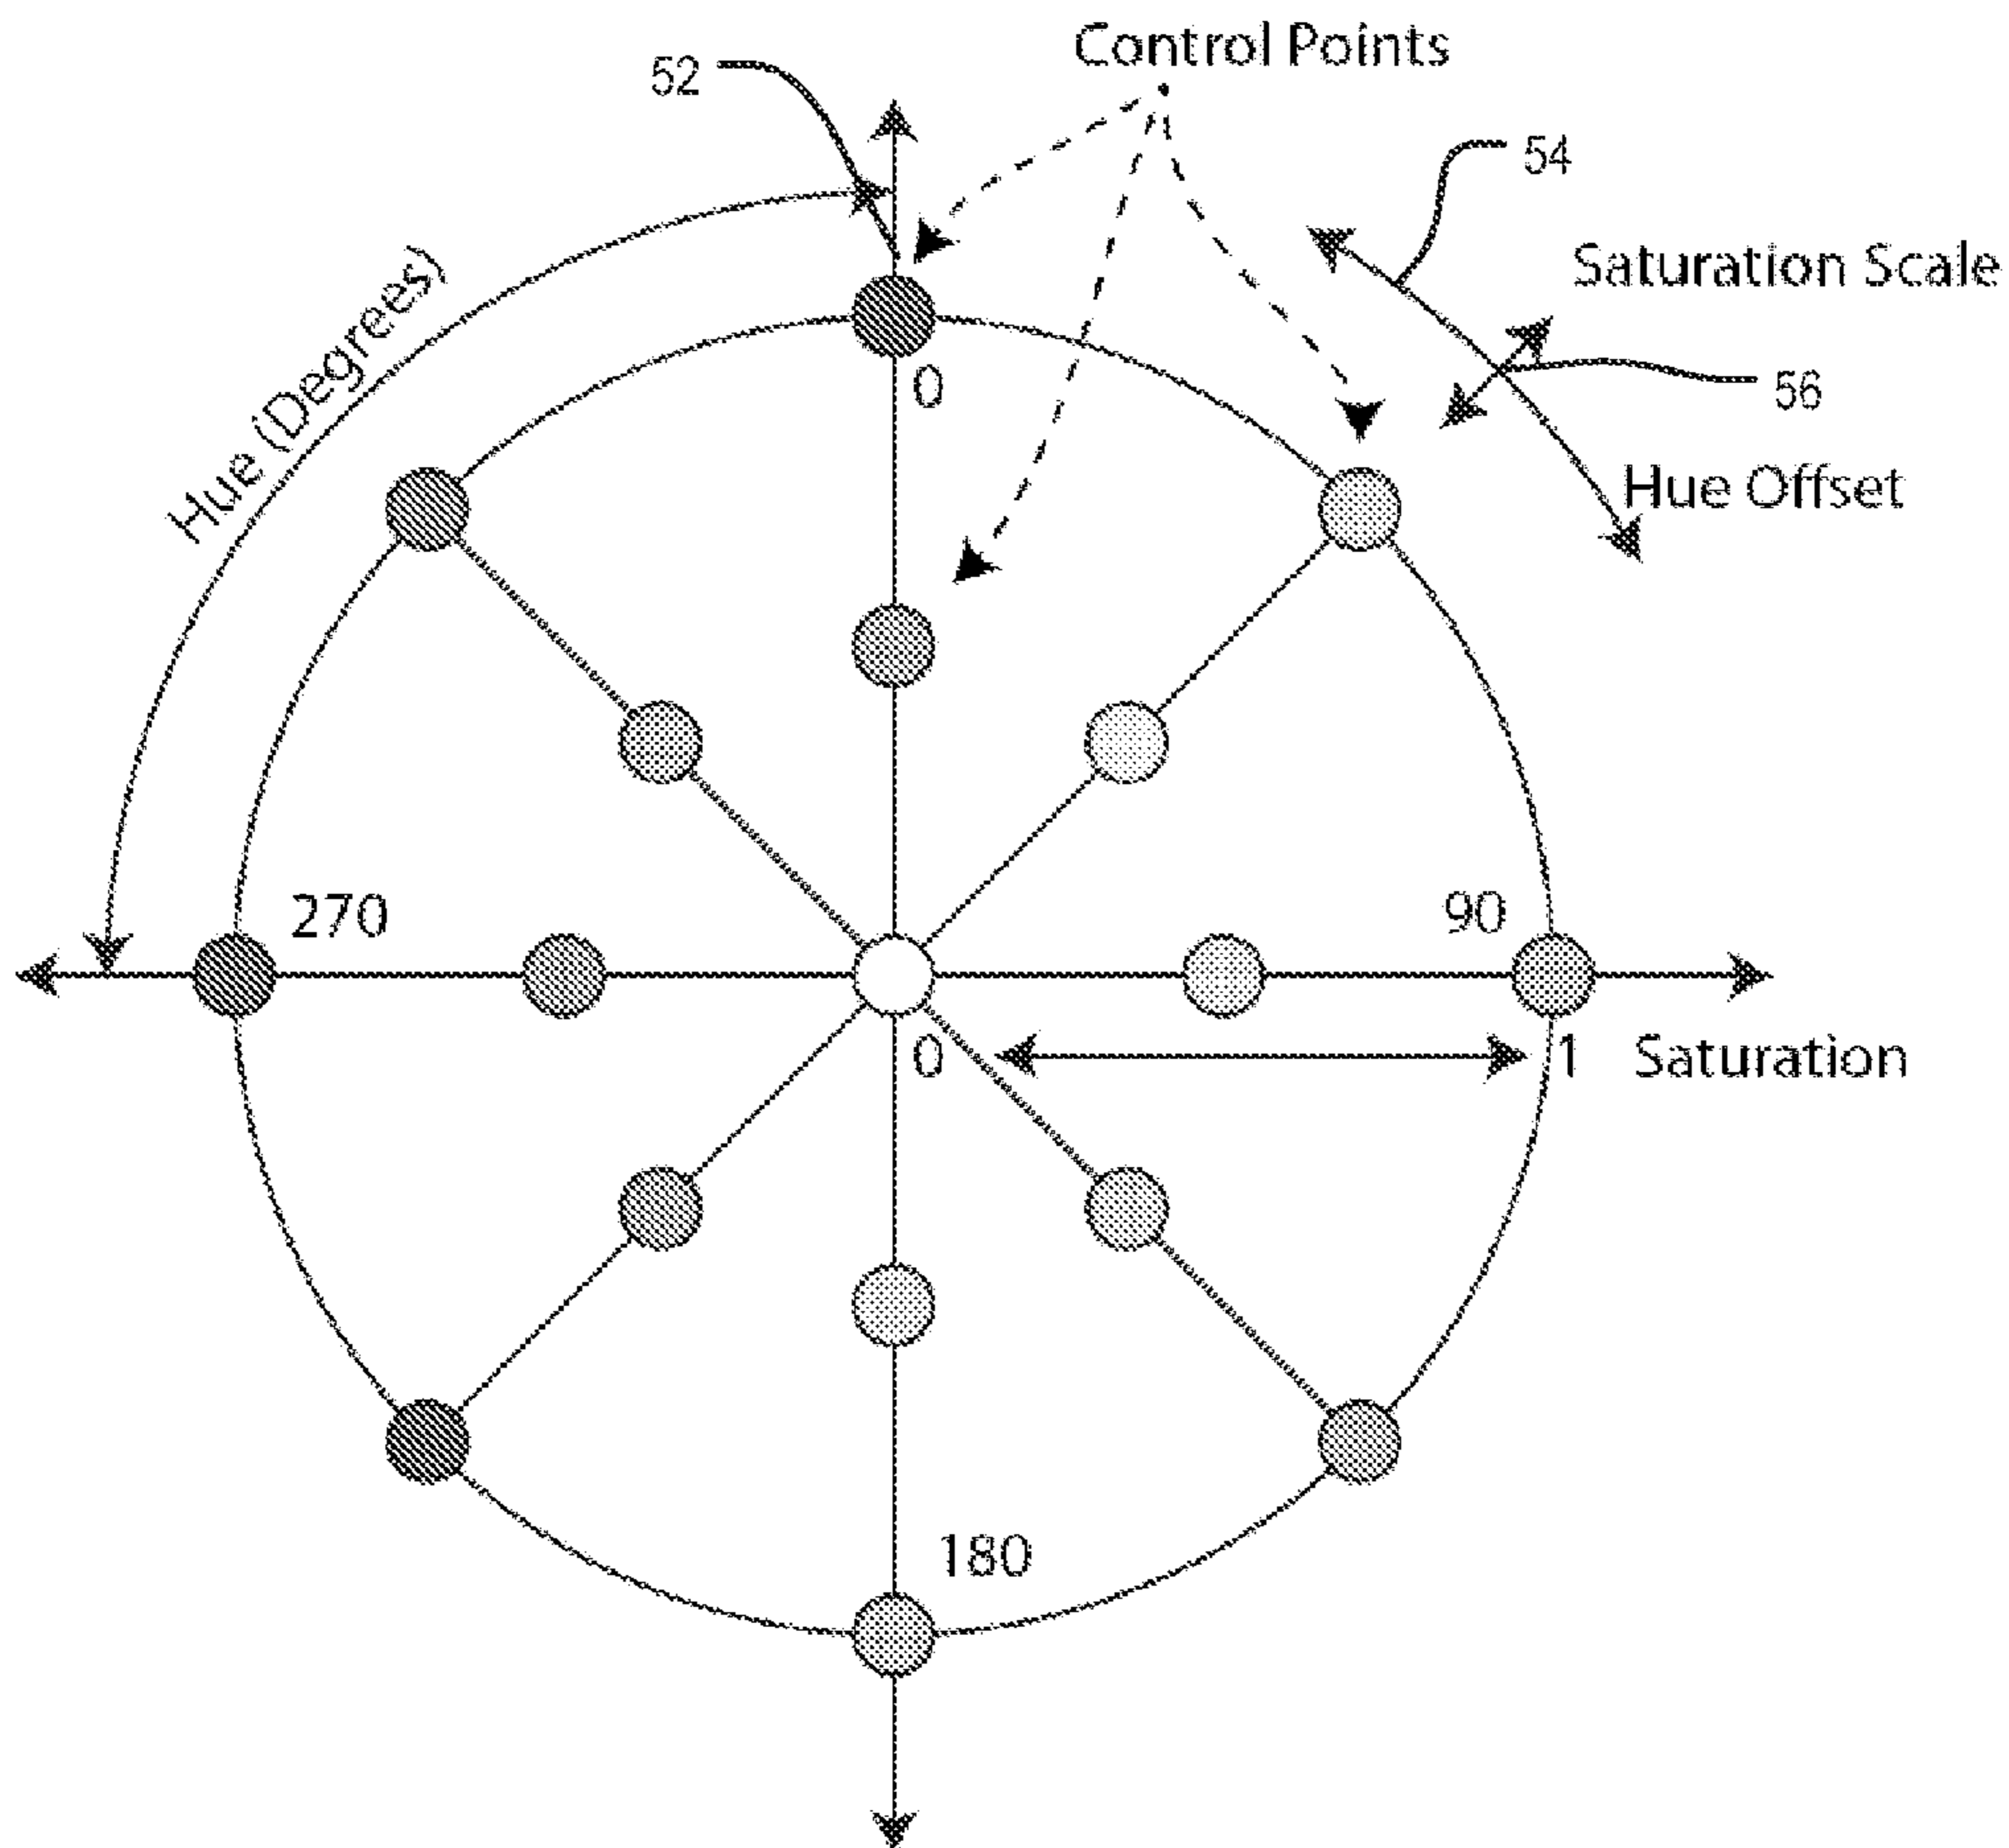 Control Points
52
54
Saturation Scale
56
Hue Offset
Hue (Degrees)
0
270
90
0
1
Saturation
180